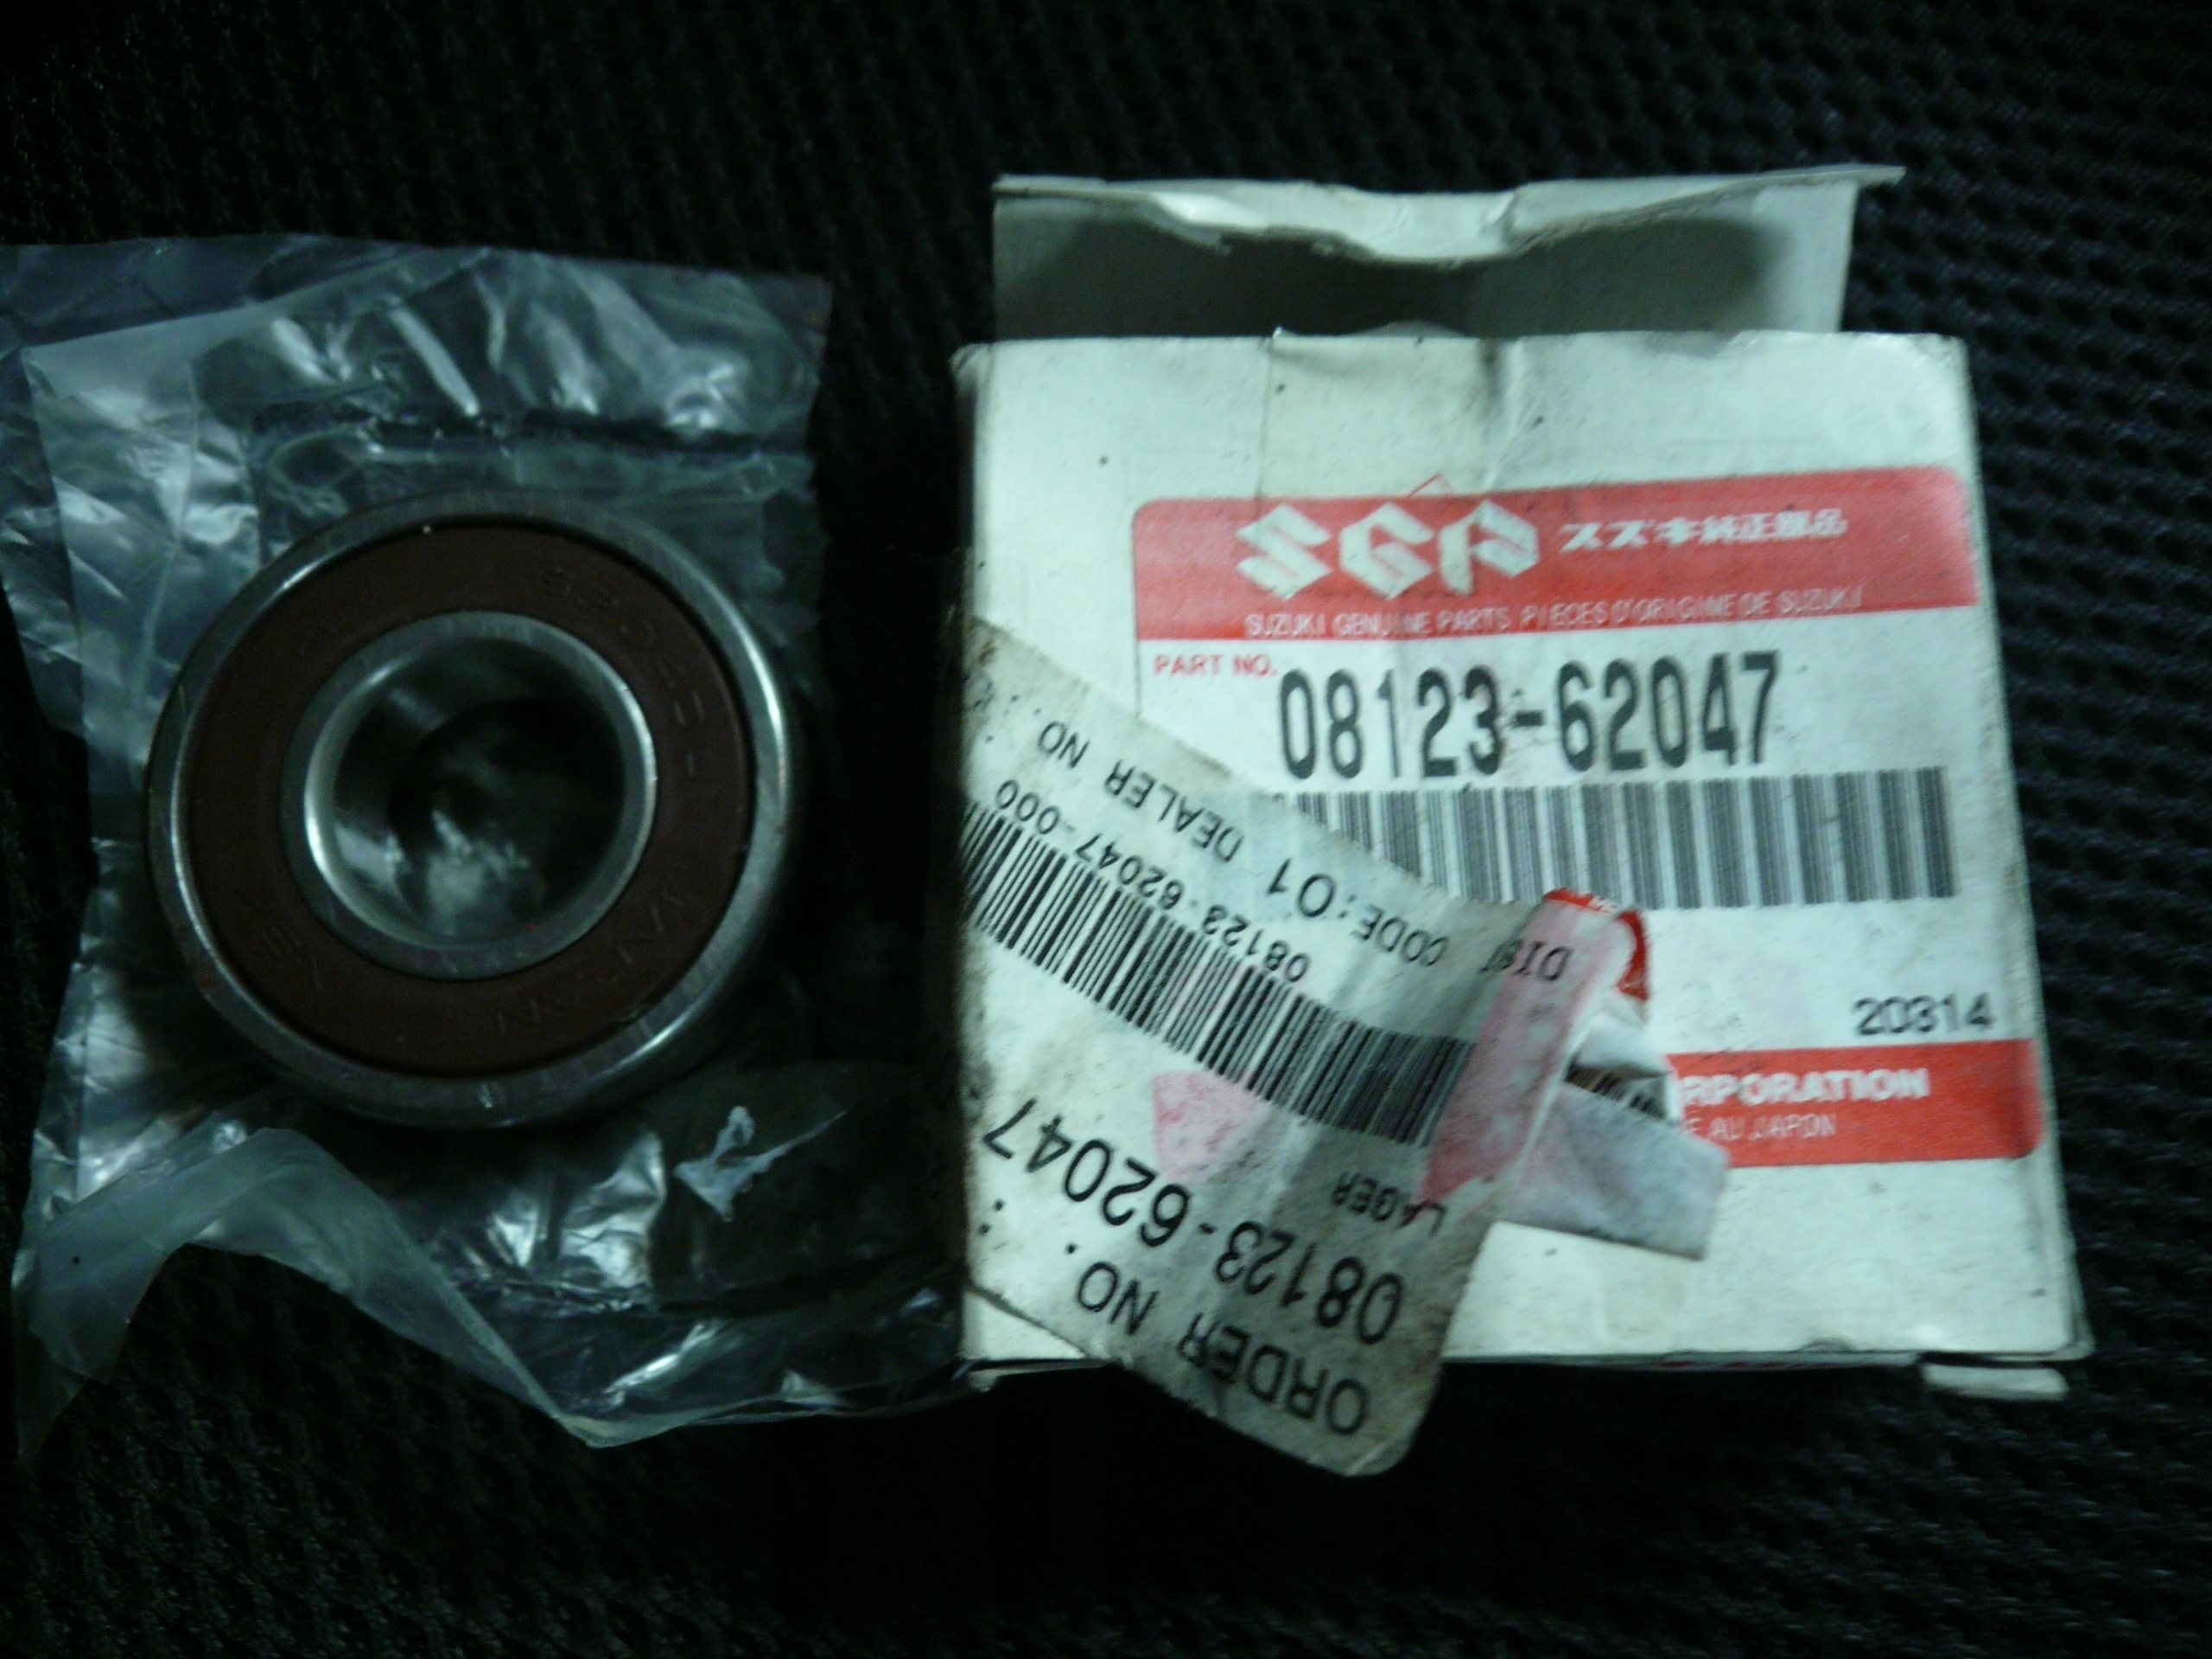 SGP スズキ純正部品
SUZUKI GENUINE PARTS PIECES D'ORIGINE DE SUZUKI
PART NO.
08123-62047
20314
RPORATION
E AU JAPON
DEALER NO.:
CODE:01
08123-62047-000
LAGER
08123-62047
ORDER NO.:
JAPAN